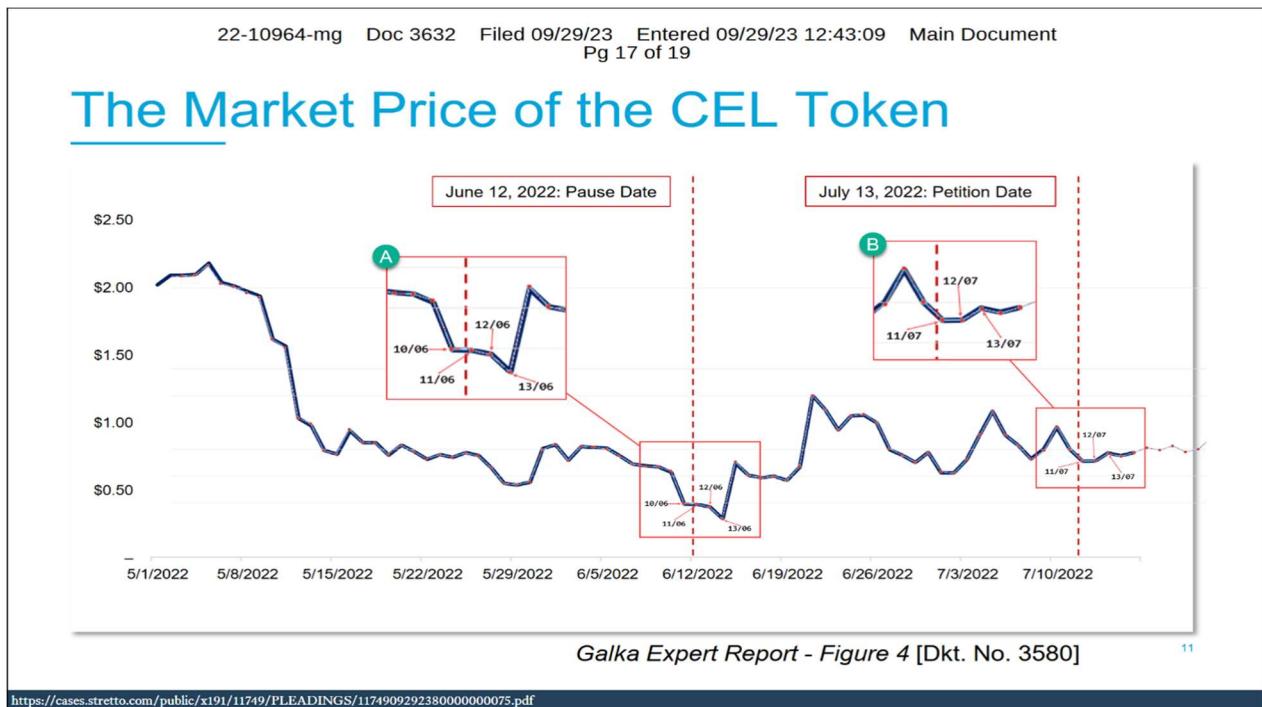 22-10964-mg Doc 3632 Filed 09/29/23 Entered 09/29/23 12:43:09 Main Document
Pg 17 of 19
The Market Price of the CEL Token
June 12, 2022: Pause Date
July 13, 2022: Petition Date
$2.50
$2.00
$1.50
$1.00
$0.50
–
A
10/06
11/06
12/06
13/06
B
11/07
12/07
13/07
10/06
11/06
12/06
13/06
11/07
12/07
13/07
5/1/2022 5/8/2022 5/15/2022 5/22/2022 5/29/2022 6/5/2022 6/12/2022 6/19/2022 6/26/2022 7/3/2022 7/10/2022
Galka Expert Report - Figure 4 [Dkt. No. 3580]
11
https://cases.stretto.com/public/x191/11749/PLEADINGS/1174909292380000000075.pdf